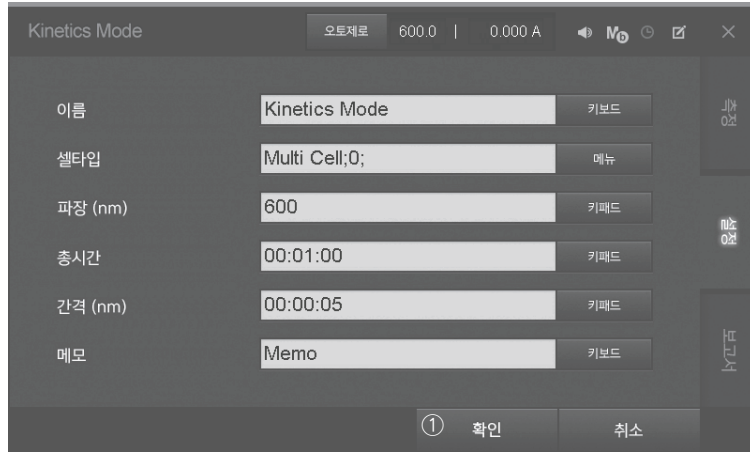 Kinetics Mode 오토제로 600.0 | 0.000 A
측정
이름 Kinetics Mode 키보드
셀타입 Multi Cell;0; 메뉴
파장 (nm) 600 키패드
설정
총시간 00:01:00 키패드
간격 (nm) 00:00:05 키패드
보고서
메모 Memo 키보드
① 확인 취소